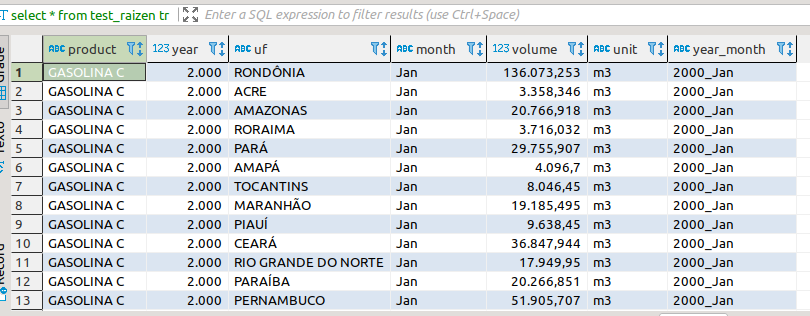 select * from test_raizen tr Enter a SQL expression to filter results (use Ctrl+Space)
ABC product 123 year ABC uf ABC month 123 volume ABC unit ABC year_month
1 GASOLINA C 2.000 RONDÔNIA Jan 136.073,253 m3 2000_Jan
2 GASOLINA C 2.000 ACRE Jan 3.358,346 m3 2000_Jan
3 GASOLINA C 2.000 AMAZONAS Jan 20.766,918 m3 2000_Jan
4 GASOLINA C 2.000 RORAIMA Jan 3.716,032 m3 2000_Jan
5 GASOLINA C 2.000 PARÁ Jan 29.755,907 m3 2000_Jan
6 GASOLINA C 2.000 AMAPÁ Jan 4.096,7 m3 2000_Jan
7 GASOLINA C 2.000 TOCANTINS Jan 8.046,45 m3 2000_Jan
8 GASOLINA C 2.000 MARANHÃO Jan 19.185,495 m3 2000_Jan
9 GASOLINA C 2.000 PIAUÍ Jan 9.638,45 m3 2000_Jan
10 GASOLINA C 2.000 CEARÁ Jan 36.847,944 m3 2000_Jan
11 GASOLINA C 2.000 RIO GRANDE DO NORTE Jan 17.949,95 m3 2000_Jan
12 GASOLINA C 2.000 PARAÍBA Jan 20.266,851 m3 2000_Jan
13 GASOLINA C 2.000 PERNAMBUCO Jan 51.905,707 m3 2000_Jan
Texto
Record